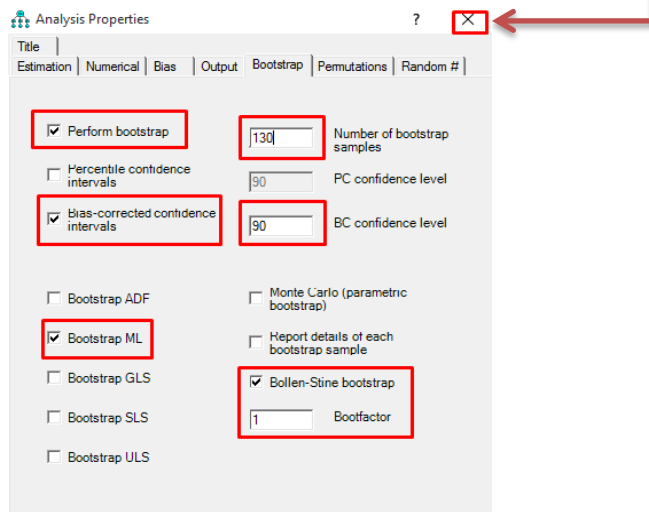 Analysis Properties ? ×
Title
Estimation Numerical Bias Output Bootstrap Permutations Random #
Perform bootstrap
130
Number of bootstrap
samples
Percentile confidence
intervals
90
PC confidence level
Bias-corrected confidence
intervals
90
BC confidence level
Bootstrap ADF
Monte Carlo (parametric
bootstrap)
Bootstrap ML
Report details of each
bootstrap sample
Bootstrap GLS
Bollen-Stine bootstrap
Bootstrap SLS
1
Bootfactor
Bootstrap ULS